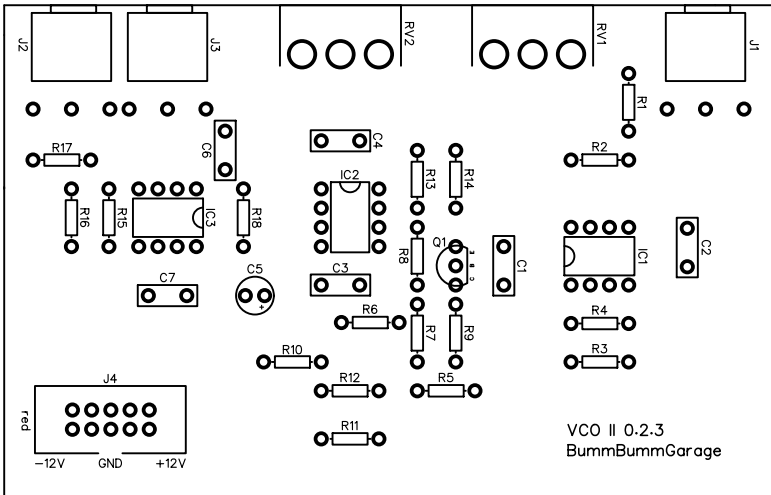 J2
J3
RV2
RV1
J1
R1
R17
C6
C4
R2
R13
R14
IC2
R16
R15
IC3
R18
R8
Q1
E B C
C1
IC1
C2
C7
C5
+
C3
R6
R7
R9
R4
R10
R3
J4
R12
R5
red
R11
VCO II 0.2.3
BummBummGarage
-12V GND +12V